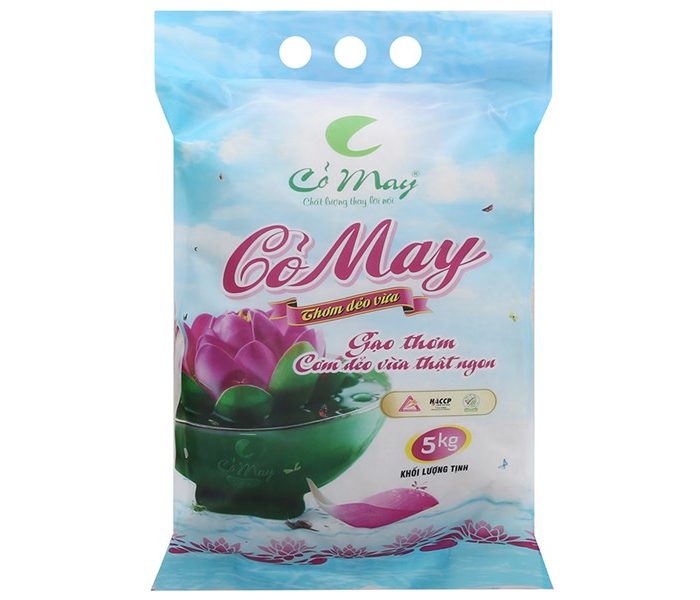 Cỏ May®
Chất lượng thay lời nói
Cỏ May
Thơm dẻo vừa
Gạo thơm
Cơm dẻo vừa thật ngon
HACCP
5kg
KHỐI LƯỢNG TỊNH
Cỏ May